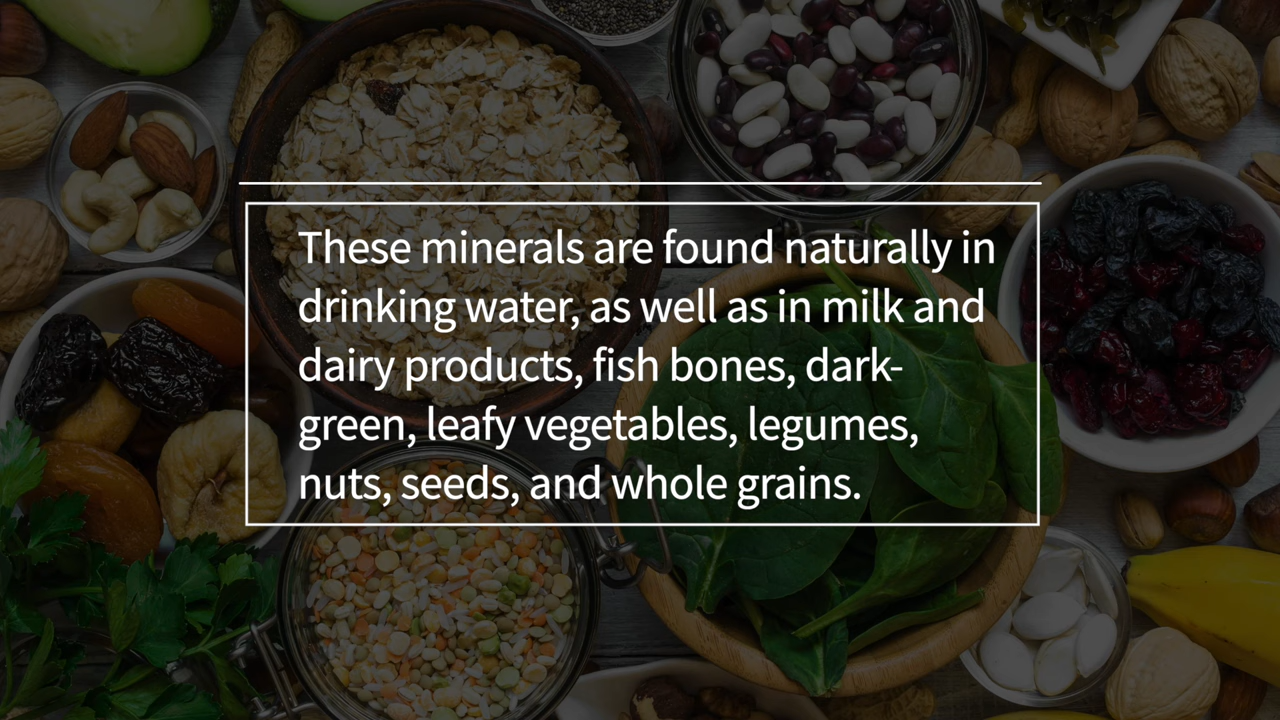 These minerals are found naturally in
drinking water, as well as in milk and
dairy products, fish bones, dark-
green, leafy vegetables, legumes,
nuts, seeds, and whole grains.